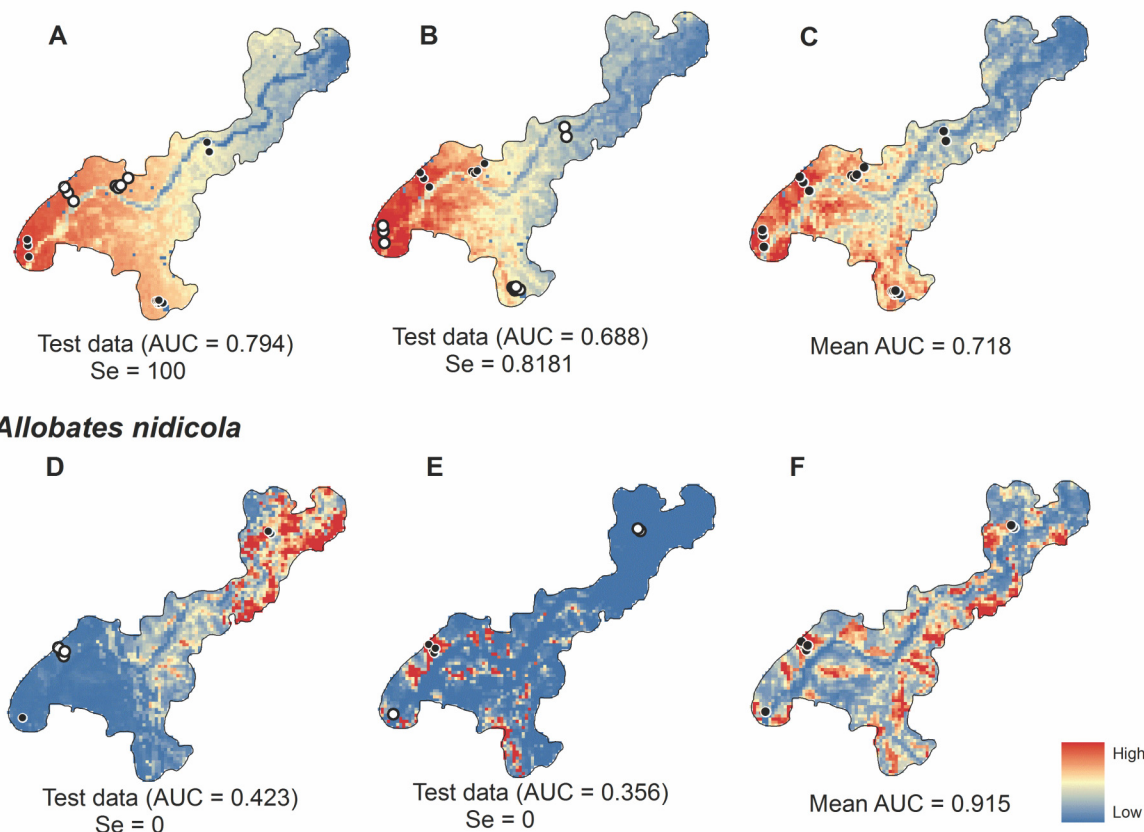 A
B
C
Test data (AUC = 0.794)
Se = 100
Test data (AUC = 0.688)
Se = 0.8181
Mean AUC = 0.718
Allobates nidicola
D
E
F
Test data (AUC = 0.423)
Se = 0
Test data (AUC = 0.356)
Se = 0
Mean AUC = 0.915
High
Low